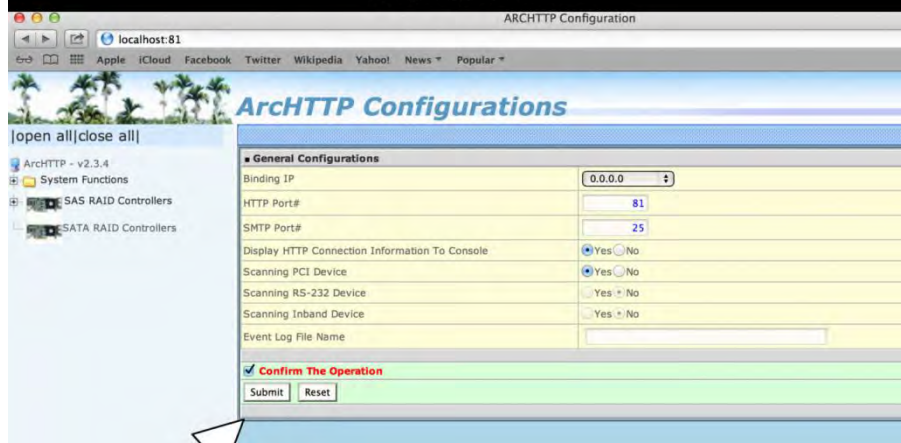 ARCHTTP Configuration
localhost:81
Apple iCloud Facebook Twitter Wikipedia Yahoo! News Popular
ArcHTTP Configurations
|open all|close all|
ArcHTTP - v2.3.4
System Functions
SAS RAID Controllers
SATA RAID Controllers
General Configurations
Binding IP 0.0.0.0
HTTP Port# 81
SMTP Port# 25
Display HTTP Connection Information To Console Yes No
Scanning PCI Device Yes No
Scanning RS-232 Device Yes No
Scanning Inband Device Yes No
Event Log File Name
Confirm The Operation
Submit Reset